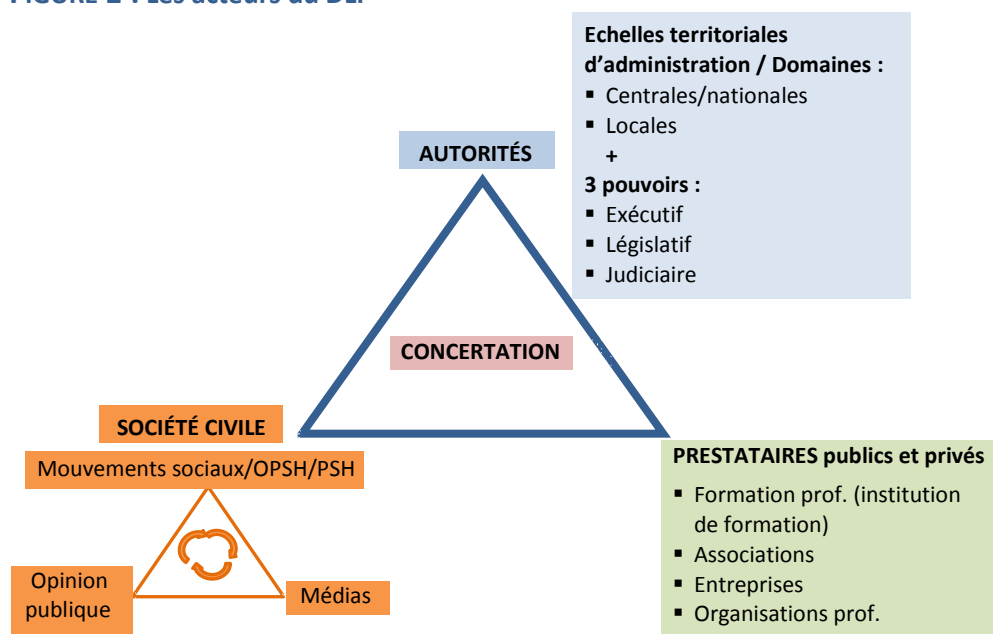 Echelles territoriales
d'administration / Domaines :
▪ Centrales/nationales
▪ Locales
+
3 pouvoirs :
▪ Exécutif
▪ Législatif
▪ Judiciaire
AUTORITÉS
CONCERTATION
SOCIÉTÉ CIVILE
Mouvements sociaux/OPSH/PSH
Opinion
publique
Médias
PRESTATAIRES publics et privés
▪ Formation prof. (institution
de formation)
▪ Associations
▪ Entreprises
▪ Organisations prof.